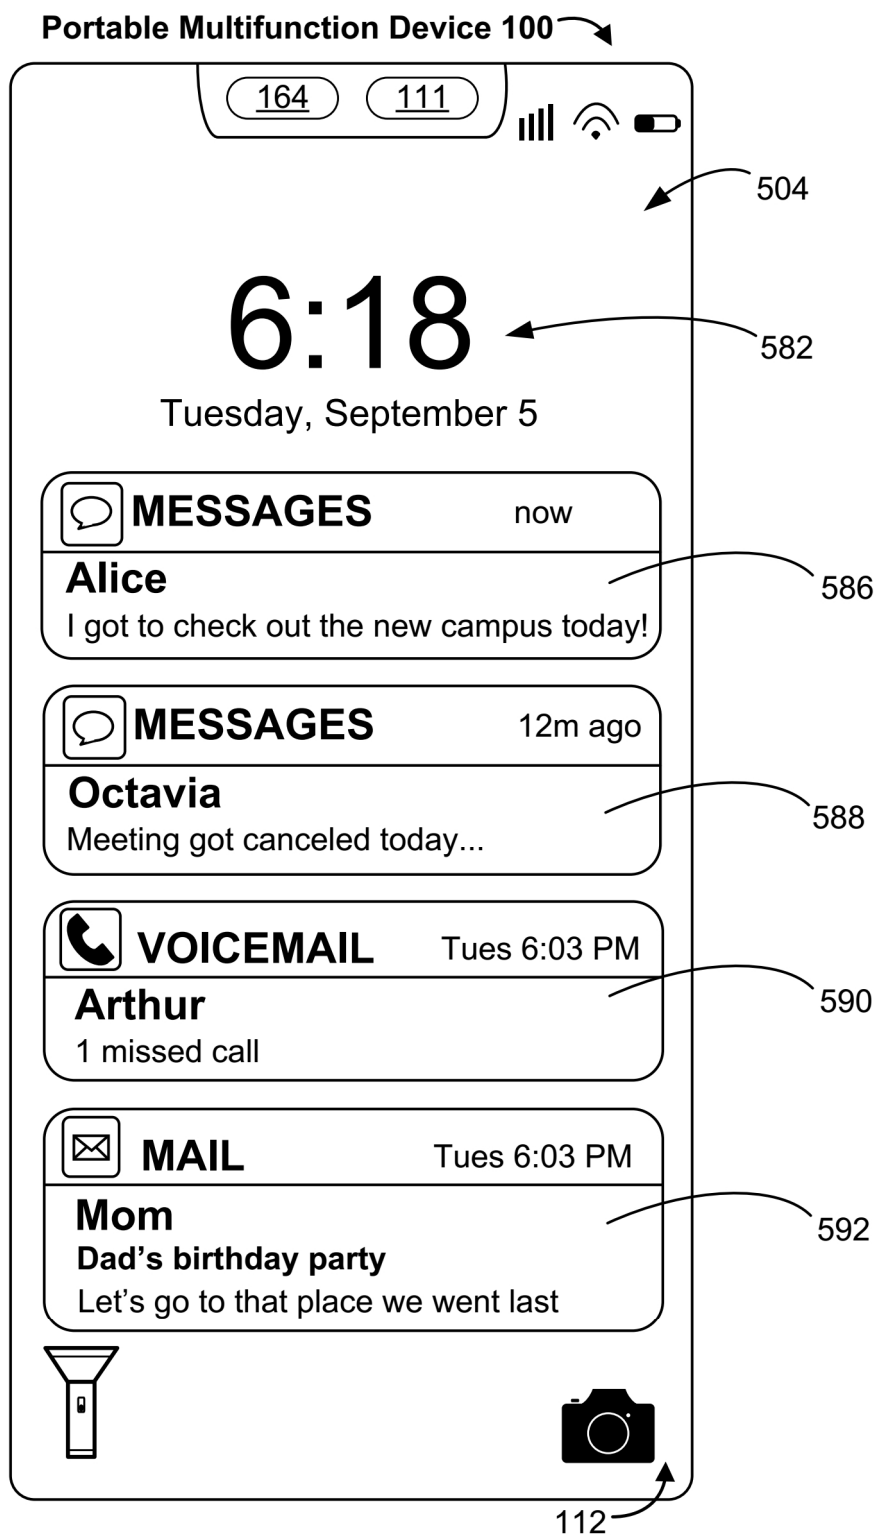 Portable Multifunction Device 100
164 111
504
6:18
582
Tuesday, September 5
MESSAGES now
Alice
586
I got to check out the new campus today!
MESSAGES 12m ago
Octavia
588
Meeting got canceled today...
VOICEMAIL Tues 6:03 PM
Arthur
590
1 missed call
MAIL Tues 6:03 PM
Mom
592
Dad's birthday party
Let's go to that place we went last
112